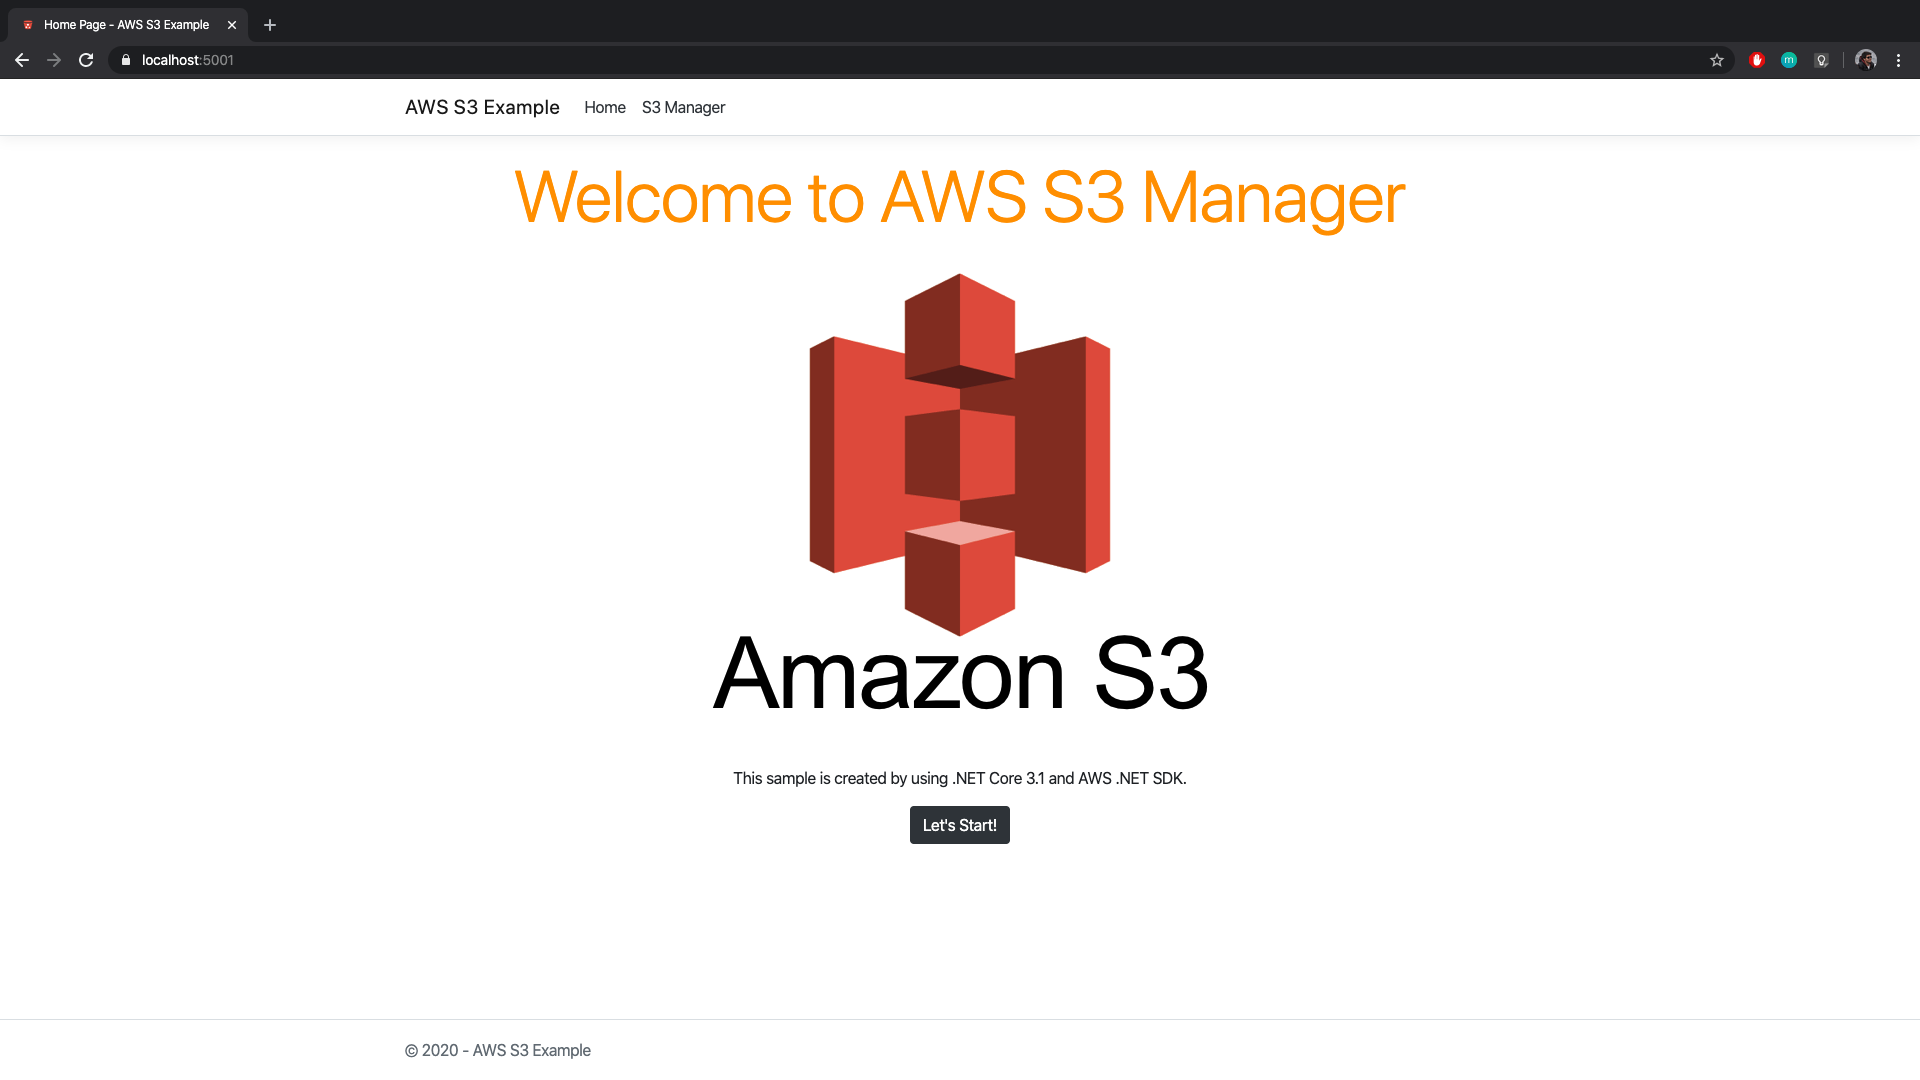 Home Page - AWS S3 Example
localhost:5001
m
AWS S3 Example Home S3 Manager
Welcome to AWS S3 Manager
Amazon S3
This sample is created by using .NET Core 3.1 and AWS .NET SDK.
Let's Start!
© 2020 - AWS S3 Example